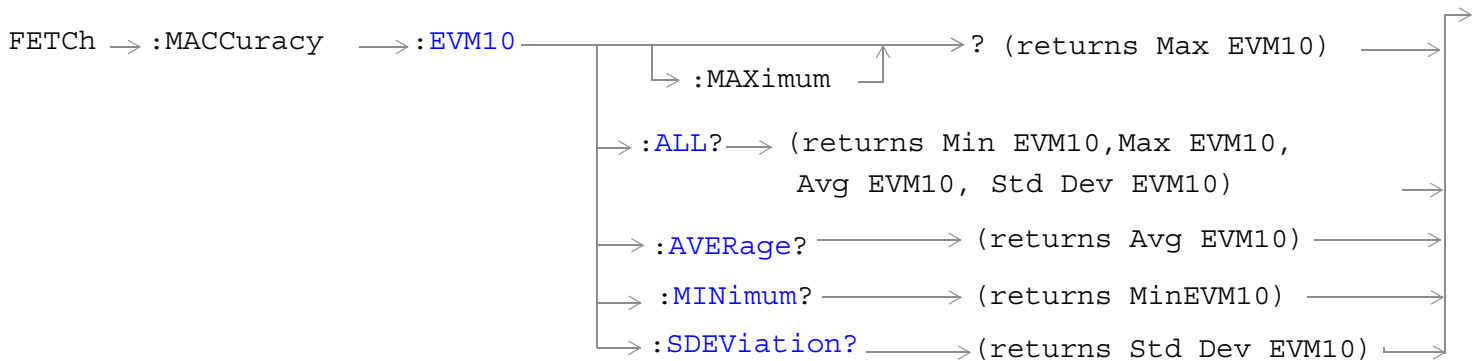 FETCh :MACCuracy :EVM10 ? (returns Max EVM10)
:MAXimum
:ALL? (returns Min EVM10,Max EVM10,
Avg EVM10, Std Dev EVM10)
:AVERage? (returns Avg EVM10)
:MINimum? (returns MinEVM10)
:SDEViation? (returns Std Dev EVM10)